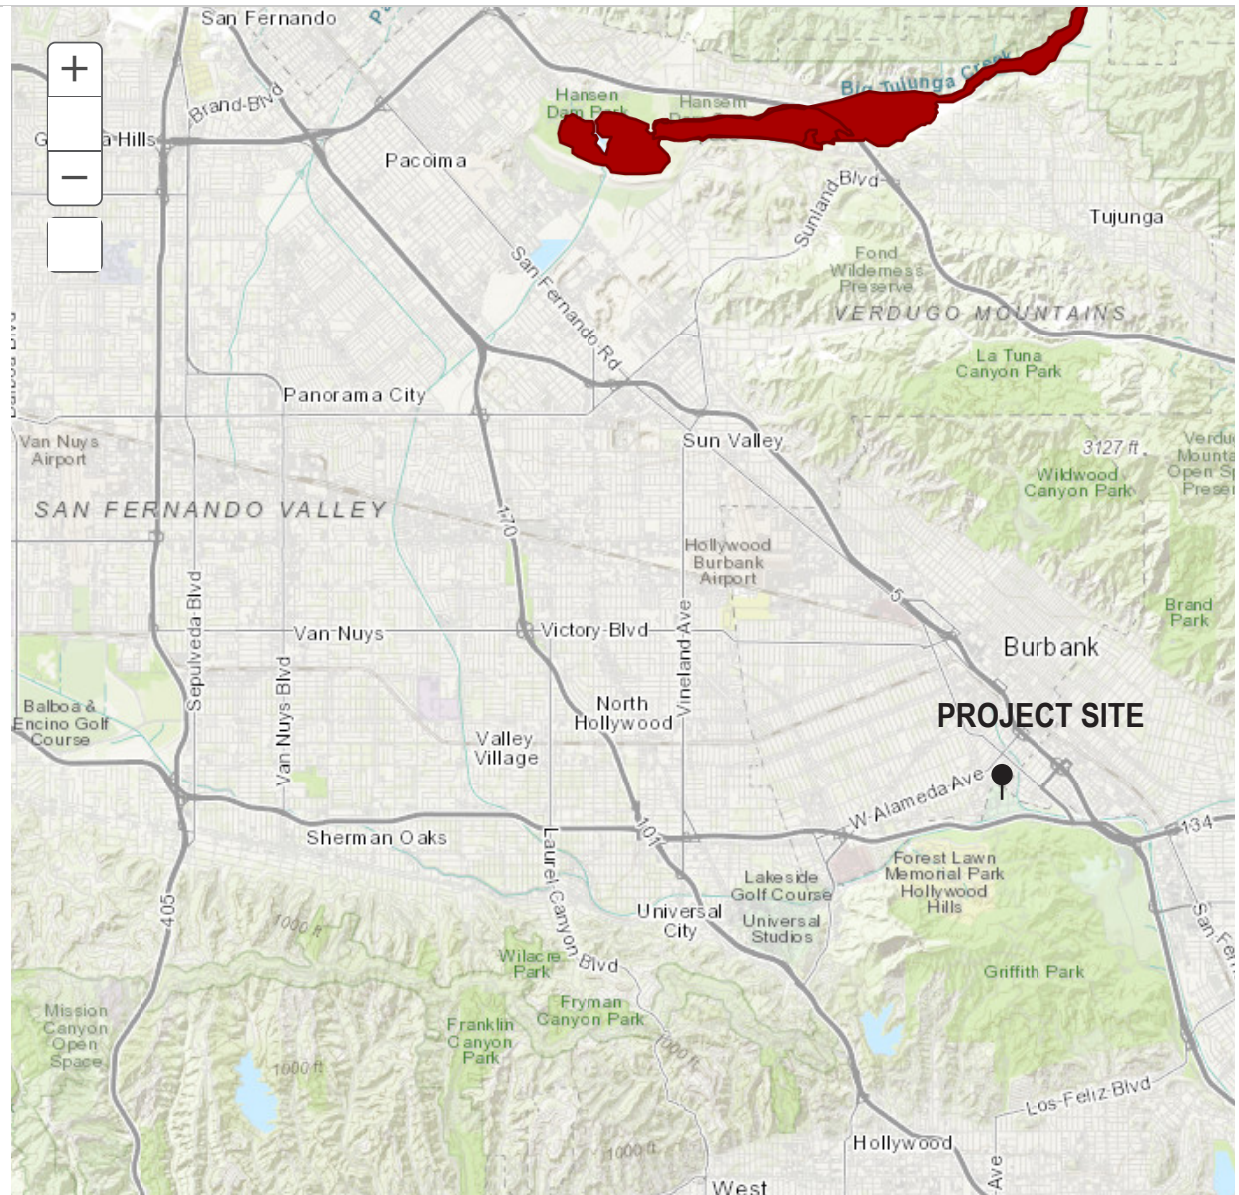 San Fernando
Brand Blvd
Big Tujunga Creek
Hansen
Dam Park
Hansem
Hills
Pacoima
Sunland Blvd
Tujunga
Fond
Wilderness
Preserve
VERDUGO MOUNTAINS
San Fernando Rd
La Tuna
Canyon Park
Panorama City
Van Nuys
Airport
Sun Valley
3127 ft
Wildwood
Canyon Park
SAN FERNANDO VALLEY
170
Hollywood
Burbank
Airport
5
Brand
Park
Sepulveda Blvd
Van Nuys
Victory Blvd
Vineland Ave
Burbank
Van Nuys Blvd
North
Hollywood
Balboa &
Encino Golf
Course
Valley
Village
PROJECT SITE
W Alameda Ave
Sherman Oaks
101
134
Laurel Canyon Blvd
Forest Lawn
Memorial Park
Hollywood
Hills
Lakeside
Golf Course
405
1000 ft
Universal
City
Universal
Studios
San Fern
Wilacre
Park
Griffith Park
Fryman
Canyon Park
Mission
Canyon
Open
Space
Franklin
Canyon
Park
1000 ft
1000 ft
Los Feliz Blvd
Hollywood
1000 ft
West
Ave